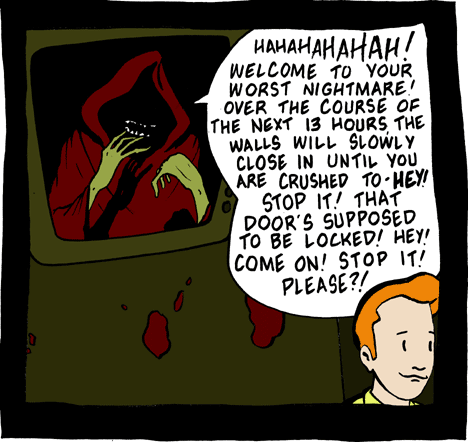 HAHAHAHAHAH!
WELCOME TO YOUR
WORST NIGHTMARE!
OVER THE COURSE OF
THE NEXT 13 HOURS, THE
WALLS WILL SLOWLY
CLOSE IN UNTIL YOU
ARE CRUSHED TO-HEY!
STOP IT! THAT
DOOR'S SUPPOSED
TO BE LOCKED! HEY!
COME ON! STOP IT!
PLEASE?!